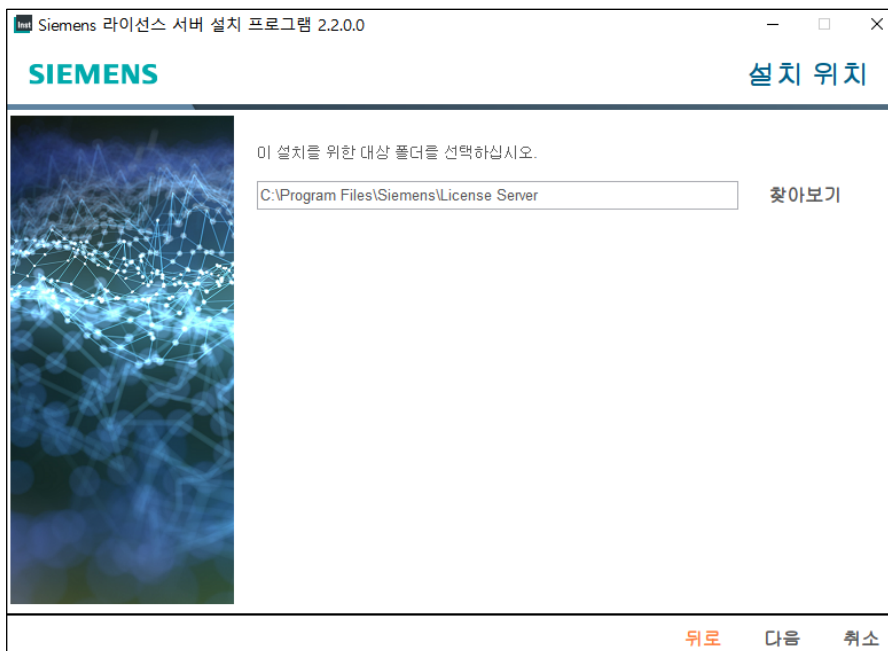 Inst Siemens 라이선스 서버 설치 프로그램 2.2.0.0
SIEMENS
설치 위치
이 설치를 위한 대상 폴더를 선택하십시오.
C:\Program Files\Siemens\License Server
찾아보기
뒤로 다음 취소